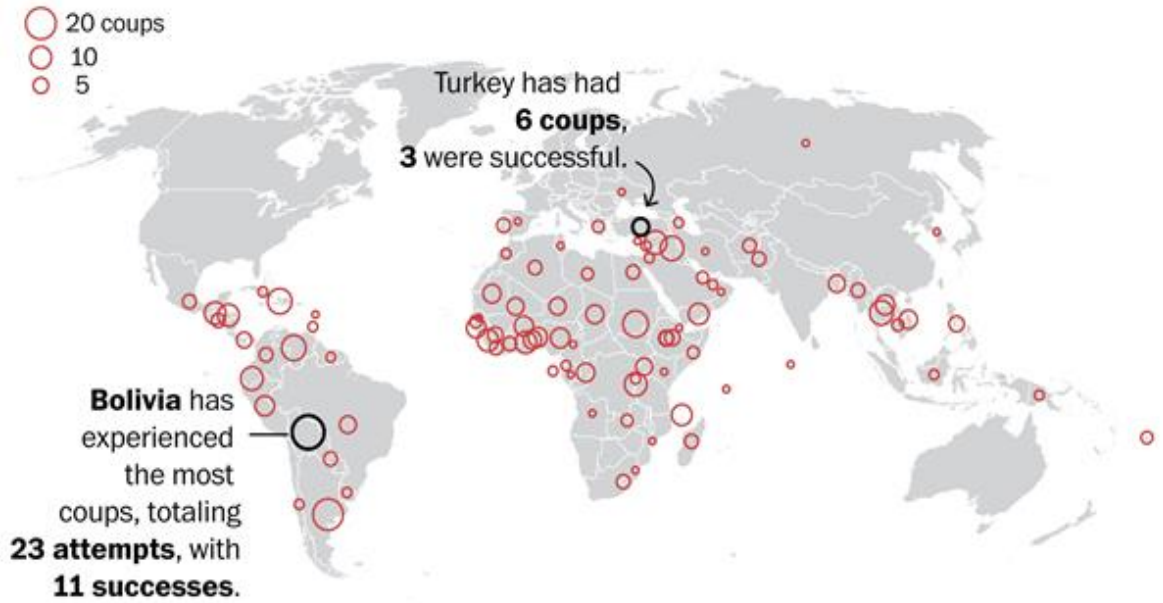 20 coups
10
5
Turkey has had
6 coups,
3 were successful.
Bolivia has
experienced
the most
coups, totaling
23 attempts, with
11 successes.